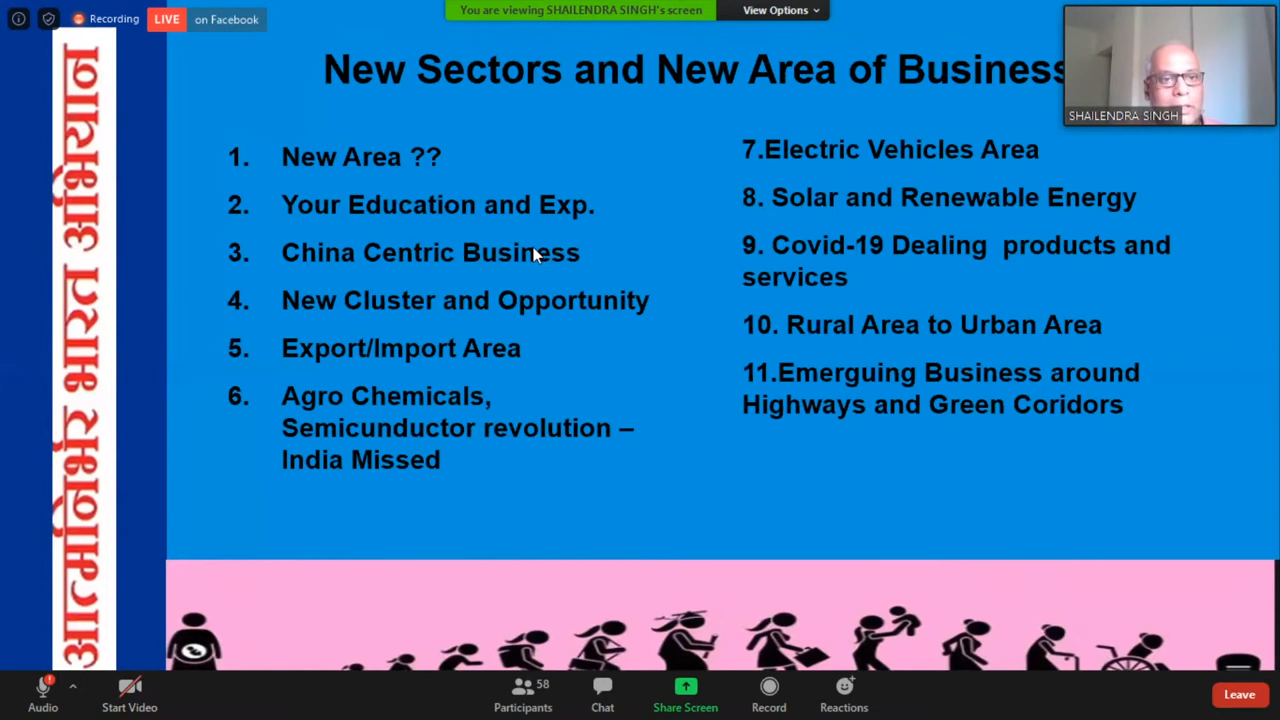 Recording
LIVE on Facebook
You are viewing SHAILENDRA SINGH's screen
View Options
आत्मनिर्भर भारत अभियान
New Sectors and New Area of Business
SHAILENDRA SINGH
1. New Area ??
2. Your Education and Exp.
3. China Centric Business
4. New Cluster and Opportunity
5. Export/Import Area
6. Agro Chemicals,
Semicunductor revolution –
India Missed
7.Electric Vehicles Area
8. Solar and Renewable Energy
9. Covid-19 Dealing products and
services
10. Rural Area to Urban Area
11.Emerguing Business around
Highways and Green Coridors
Audio
Start Video
58
Participants
Chat
Share Screen
Record
Reactions
Leave